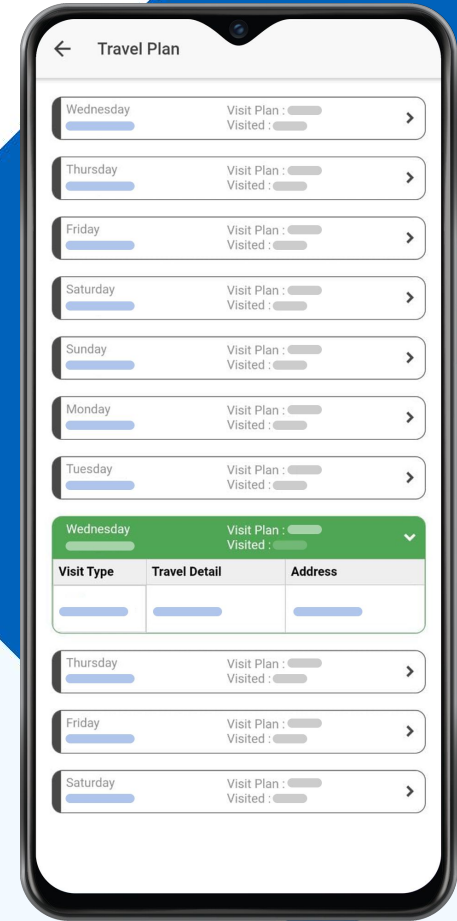 Travel Plan
Wednesday Visit Plan :
Visited :
Thursday Visit Plan :
Visited :
Friday Visit Plan :
Visited :
Saturday Visit Plan :
Visited :
Sunday Visit Plan :
Visited :
Monday Visit Plan :
Visited :
Tuesday Visit Plan :
Visited :
Wednesday Visit Plan :
Visited :
Visit Type Travel Detail Address
Thursday Visit Plan :
Visited :
Friday Visit Plan :
Visited :
Saturday Visit Plan :
Visited :